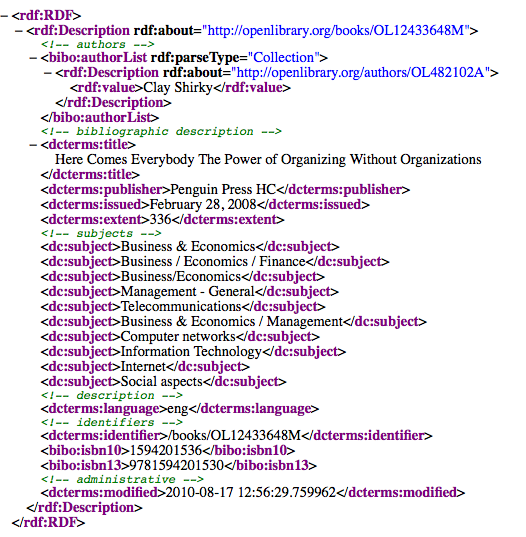 − <rdf:RDF>
− <rdf:Description rdf:about="http://openlibrary.org/books/OL12433648M">
<!-- authors -->
− <bibo:authorList rdf:parseType="Collection">
− <rdf:Description rdf:about="http://openlibrary.org/authors/OL482102A">
<rdf:value>Clay Shirky</rdf:value>
</rdf:Description>
</bibo:authorList>
<!-- bibliographic description -->
− <dcterms:title>
Here Comes Everybody The Power of Organizing Without Organizations
</dcterms:title>
<dcterms:publisher>Penguin Press HC</dcterms:publisher>
<dcterms:issued>February 28, 2008</dcterms:issued>
<dcterms:extent>336</dcterms:extent>
<!-- subjects -->
<dc:subject>Business & Economics</dc:subject>
<dc:subject>Business / Economics / Finance</dc:subject>
<dc:subject>Business/Economics</dc:subject>
<dc:subject>Management - General</dc:subject>
<dc:subject>Telecommunications</dc:subject>
<dc:subject>Business & Economics / Management</dc:subject>
<dc:subject>Computer networks</dc:subject>
<dc:subject>Information Technology</dc:subject>
<dc:subject>Internet</dc:subject>
<dc:subject>Social aspects</dc:subject>
<!-- description -->
<dcterms:language>eng</dcterms:language>
<!-- identifiers -->
<dcterms:identifier>/books/OL12433648M</dcterms:identifier>
<bibo:isbn10>1594201536</bibo:isbn10>
<bibo:isbn13>9781594201530</bibo:isbn13>
<!-- administrative -->
<dcterms:modified>2010-08-17 12:56:29.759962</dcterms:modified>
</rdf:Description>
</rdf:RDF>